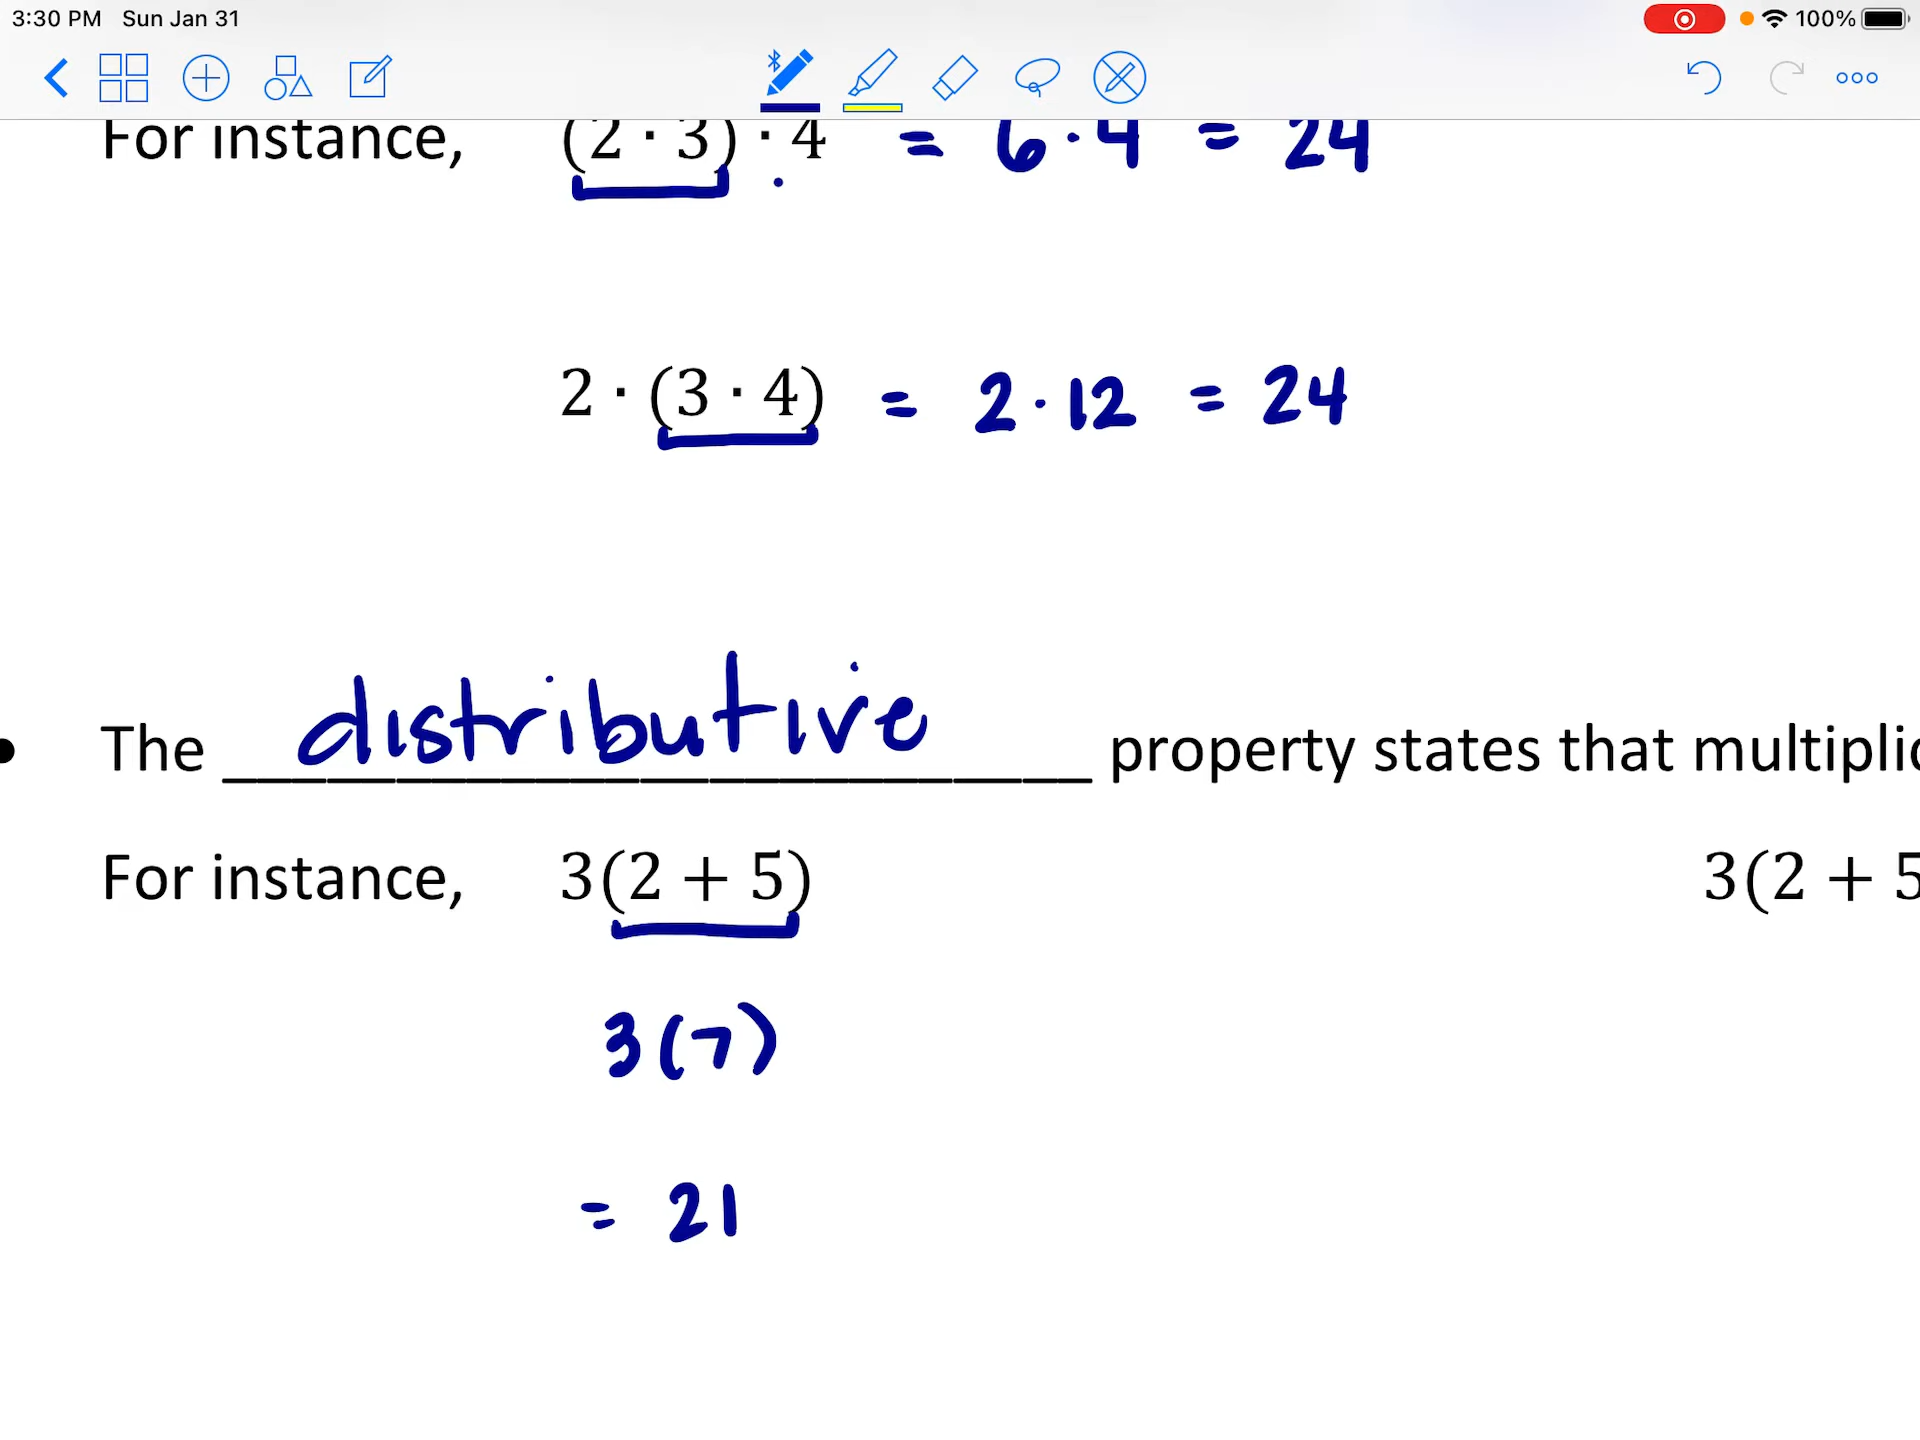 3:30 PM Sun Jan 31 100%
For instance, (2 · 3) · 4 = 6 · 4 = 24
2 · (3 · 4) = 2 · 12 = 24
• The distributive property states that multiplic
For instance, 3(2 + 5) 3(2 + 5
3(7)
= 21